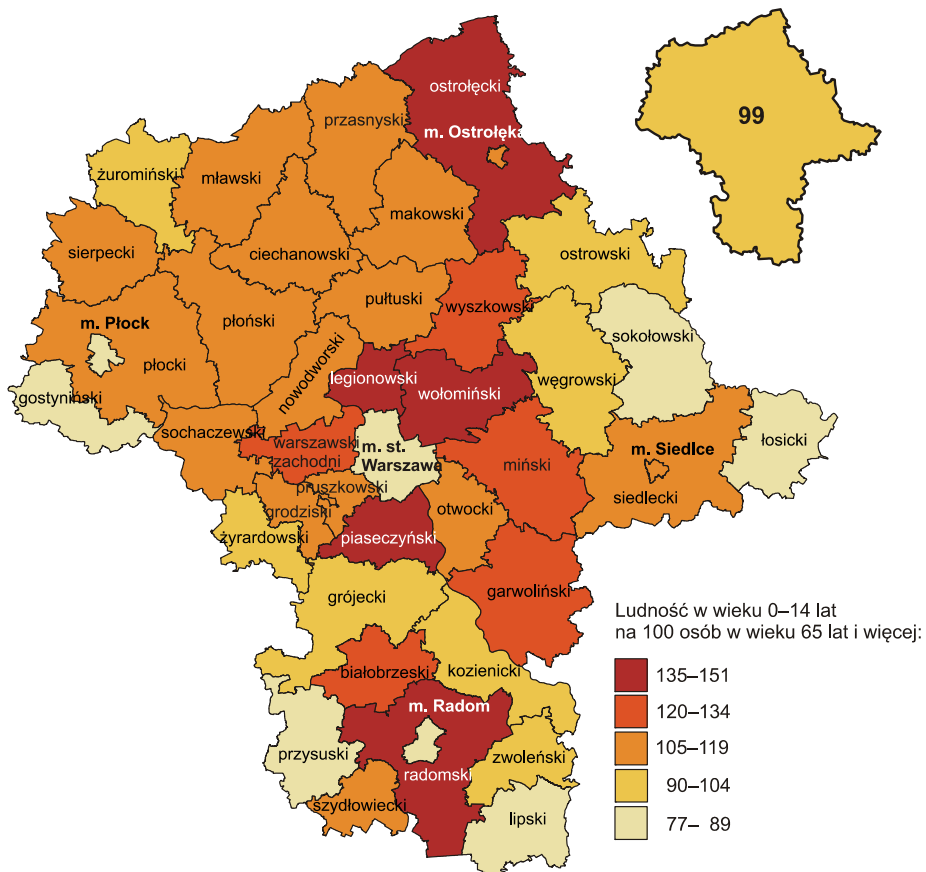 ostrołęcki
99
przasnyski
m. Ostrołęka
żuromiński
mławski
makowski
sierpecki
ciechanowski
ostrowski
pułtuski
wyszkowski
m. Płock
płoński
sokołowski
płocki
nowodworski
legionowski
węgrowski
gostyniński
wołomiński
sochaczewski
warszawski
zachodni
m. st.
Warszawa
miński
m. Siedlce
łosicki
pruszkowski
siedlecki
grodziski
otwocki
żyrardowski
piaseczyński
garwoliński
grójecki
Ludność w wieku 0–14 lat
na 100 osób w wieku 65 lat i więcej:
białobrzeski
kozienicki
135–151
m. Radom
120–134
przysuski
105–119
zwoleński
radomski
90–104
szydłowiecki
lipski
77– 89